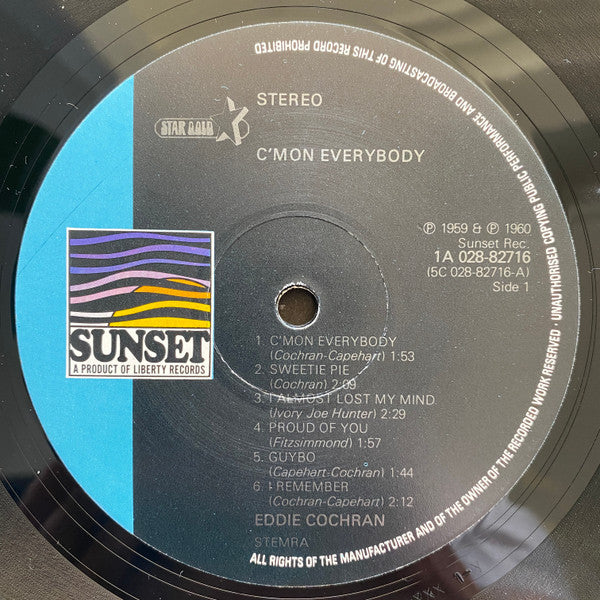 STEREO
STAR GOLD
C'MON EVERYBODY
℗ 1959 & ℗ 1960
Sunset Rec.
1A 028-82716
(5C 028-82716-A)
Side 1
SUNSET
A PRODUCT OF LIBERTY RECORDS
1. C'MON EVERYBODY
(Cochran-Capehart) 1:53
2. SWEETIE PIE
(Cochran) 2:09
3. I ALMOST LOST MY MIND
(Ivory Joe Hunter) 2:29
4. PROUD OF YOU
(Fitzsimmond) 1:57
5. GUYBO
(Capehart-Cochran) 1:44
6. I REMEMBER
(Cochran-Capehart) 2:12
EDDIE COCHRAN
STEMRA
ALL RIGHTS OF THE MANUFACTURER AND OF THE OWNER OF THE RECORDED WORK RESERVED · UNAUTHORISED COPYING PUBLIC PERFORMANCE AND BROADCASTING OF THIS RECORD PROHIBITED